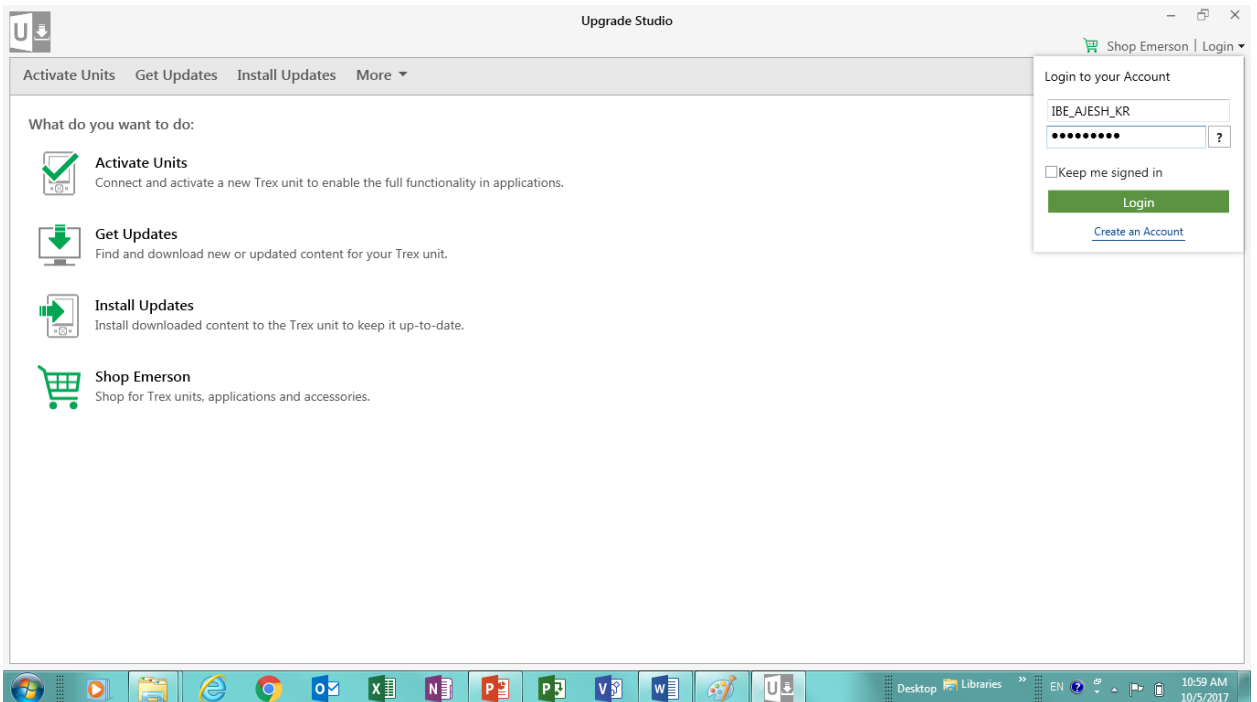 Upgrade Studio
Shop Emerson | Login
Activate Units Get Updates Install Updates More
Login to your Account
IBE_AJESH_KR
●●●●●●●●●
?
Keep me signed in
Login
Create an Account
What do you want to do:
Activate Units
Connect and activate a new Trex unit to enable the full functionality in applications.
Get Updates
Find and download new or updated content for your Trex unit.
Install Updates
Install downloaded content to the Trex unit to keep it up-to-date.
Shop Emerson
Shop for Trex units, applications and accessories.
Desktop Libraries » EN 10:59 AM
10/5/2017